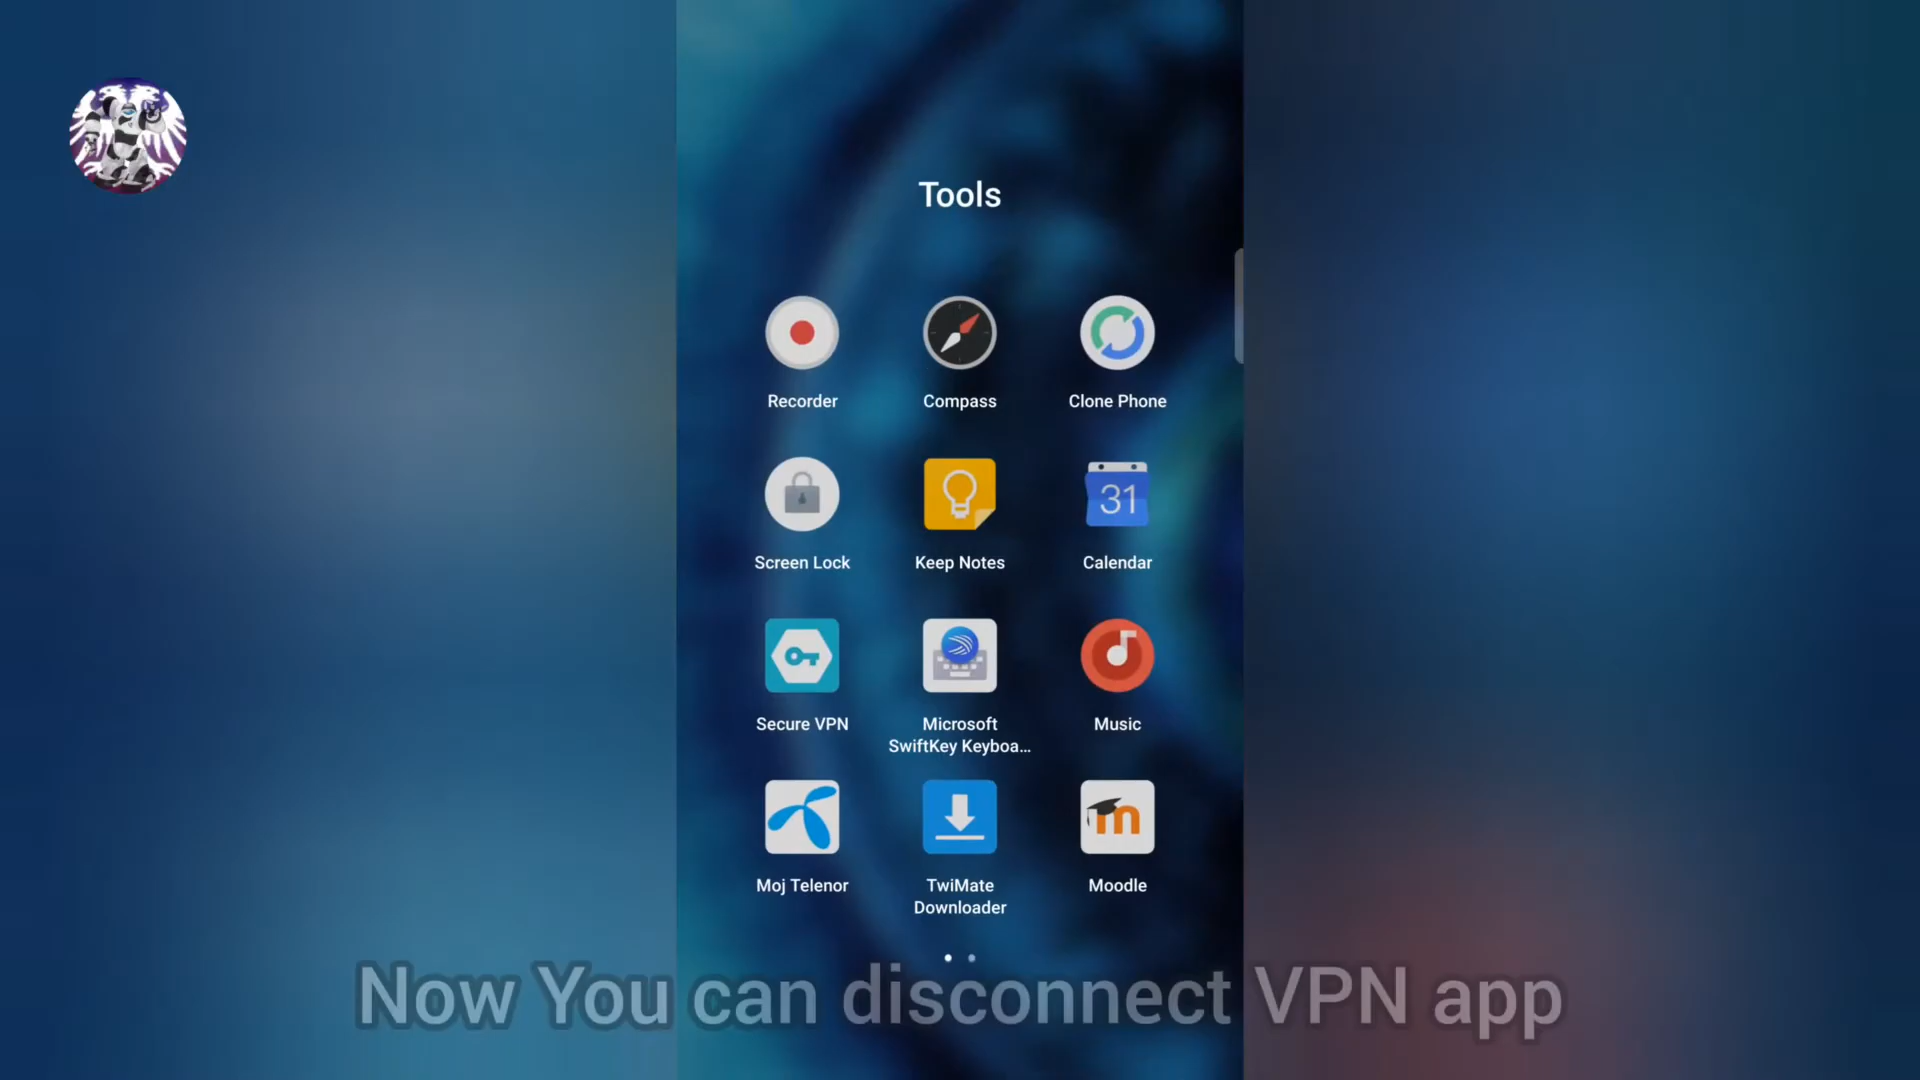 Tools
Recorder
Compass
Clone Phone
Screen Lock
Keep Notes
31
Calendar
Secure VPN
Microsoft
SwiftKey Keyboa...
Music
Moj Telenor
TwiMate
Downloader
m
Moodle
Now You can disconnect VPN app